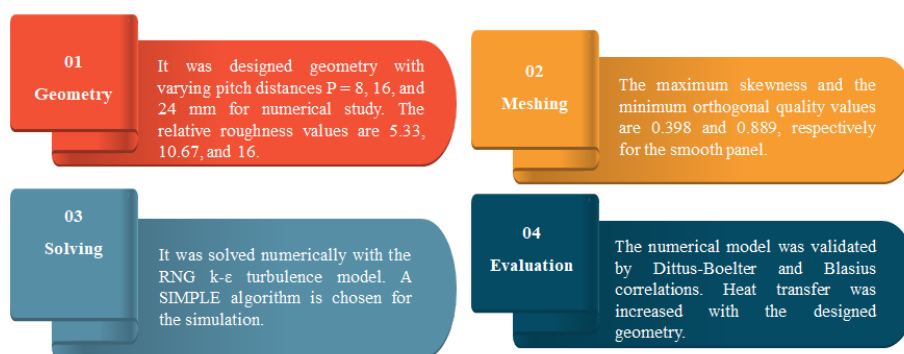 01
Geometry
It was designed geometry with
varying pitch distances P = 8, 16, and
24 mm for numerical study. The
relative roughness values are 5.33,
10.67, and 16.
02
Meshing
The maximum skewness and the
minimum orthogonal quality values
are 0.398 and 0.889, respectively
for the smooth panel.
03
Solving
It was solved numerically with the
RNG k-ε turbulence model. A
SIMPLE algorithm is chosen for
the simulation.
04
Evaluation
The numerical model was validated
by Dittus-Boelter and Blasius
correlations. Heat transfer was
increased with the designed
geometry.